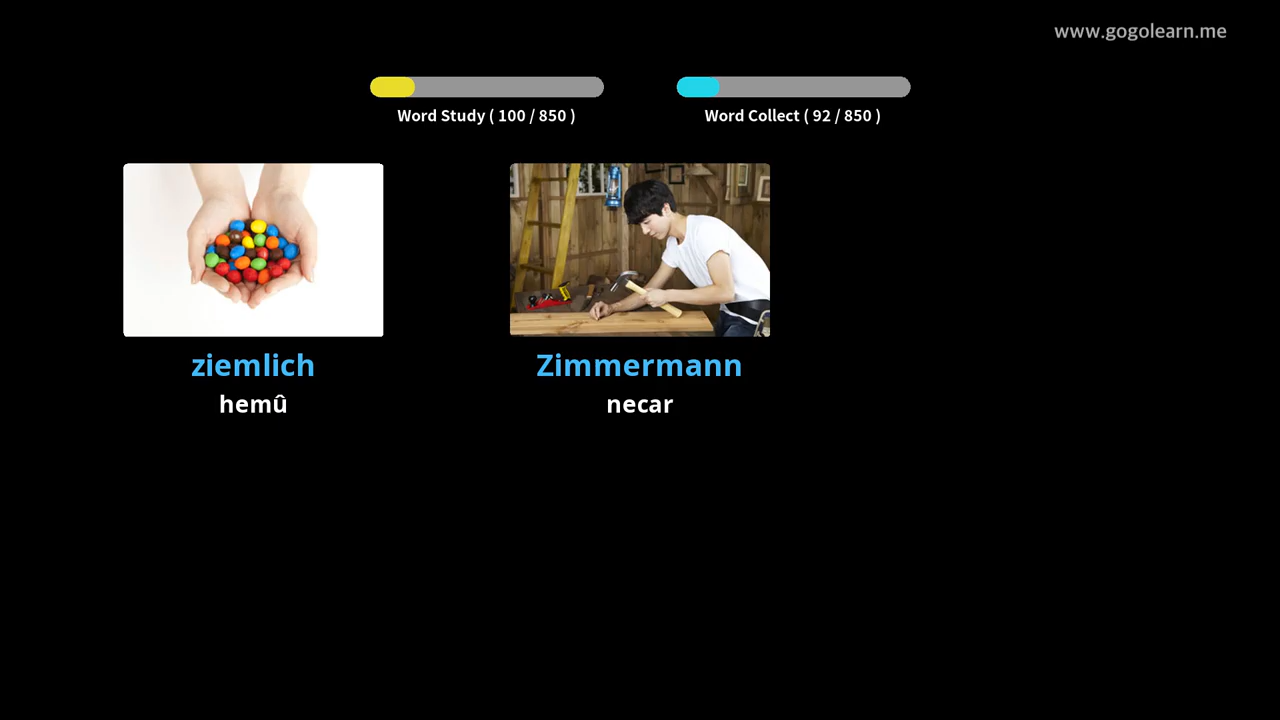 www.gogolearn.me
Word Study ( 100 / 850 )
Word Collect ( 92 / 850 )
ziemlich
hemû
Zimmermann
necar